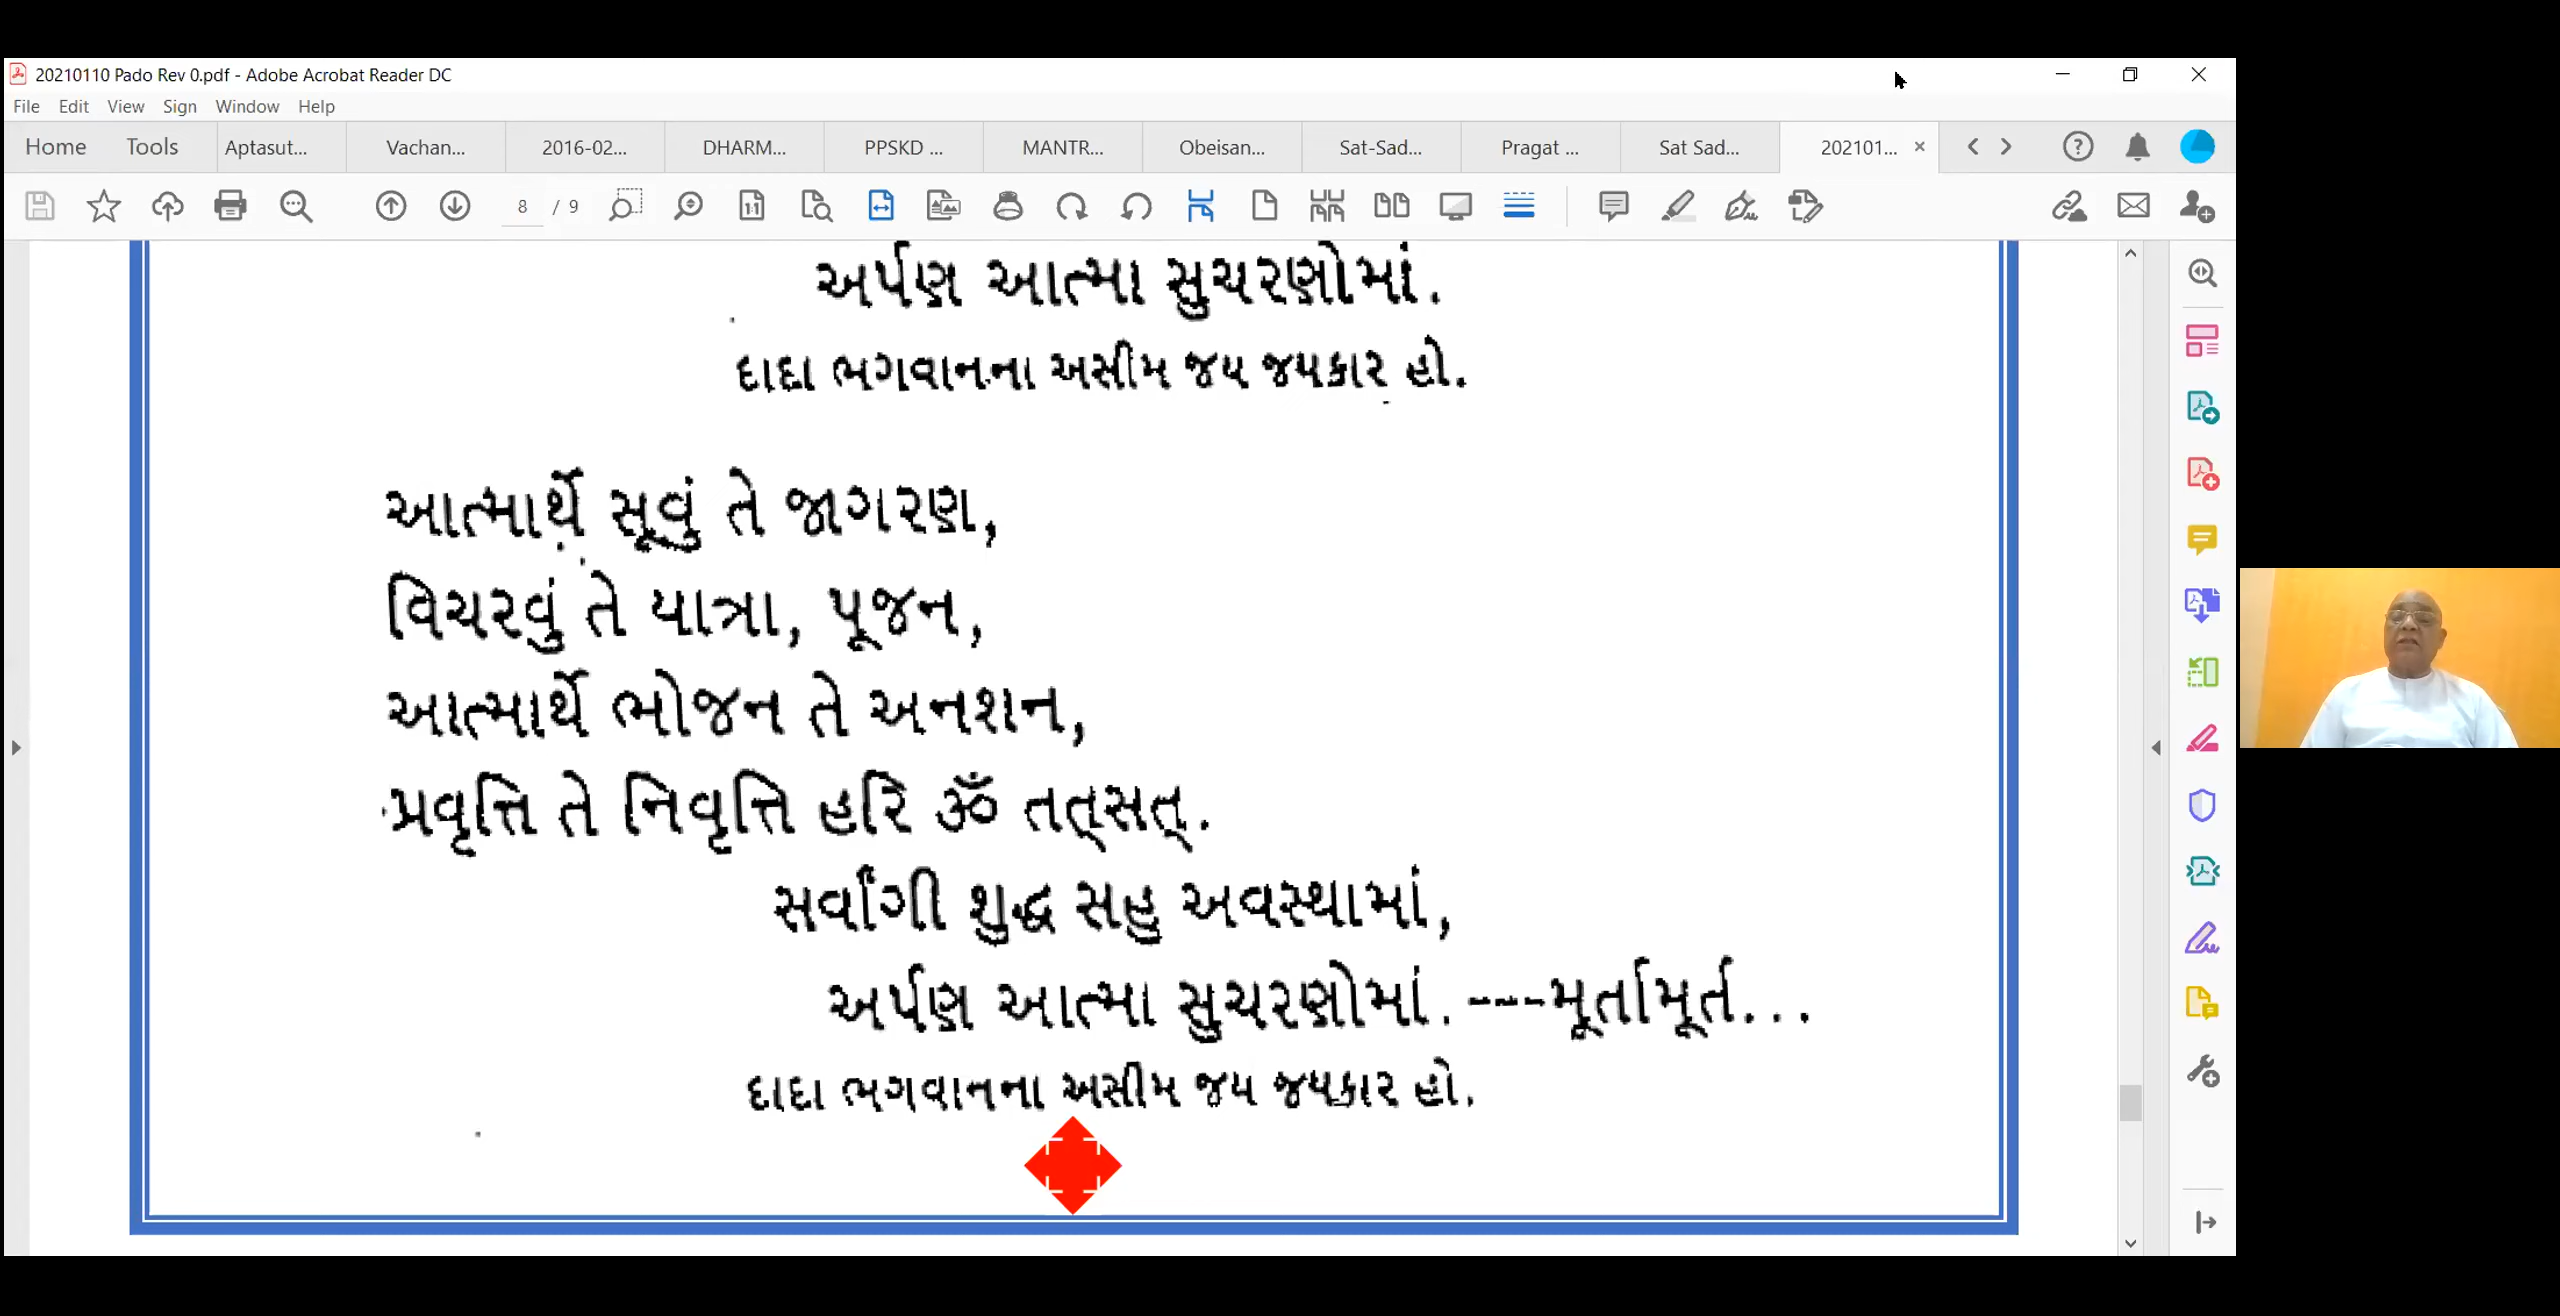 20210110 Pado Rev 0.pdf - Adobe Acrobat Reader DC
File Edit View Sign Window Help
Home Tools Aptasut... Vachan... 2016-02... DHARM... PPSKD ... MANTR... Obeisan... Sat-Sad... Pragat ... Sat Sad... 202101...
8 / 9
અર્પણ આત્મા સુચરણોમાં.
દાદા ભગવાનના અસીમ જય જયકાર હો.
આત્માર્થે સૂવું તે જાગરણ,
વિચરવું તે યાત્રા, પૂજન,
આત્માર્થે ભોજન તે અનશન,
પ્રવૃત્તિ તે નિવૃત્તિ હરિ ૐ તત્સત્.
સર્વાંગી શુદ્ધ સહુ અવસ્થામાં,
અર્પણ આત્મા સુચરણોમાં. ---મૂર્તામૂર્ત...
દાદા ભગવાનના અસીમ જય જયકાર હો.